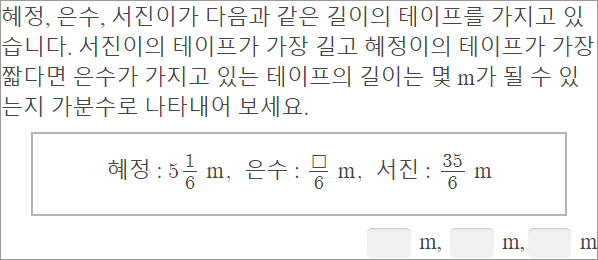 혜정, 은수, 서진이가 다음과 같은 길이의 테이프를 가지고 있
습니다. 서진이의 테이프가 가장 길고 혜정이의 테이프가 가장
짧다면 은수가 가지고 있는 테이프의 길이는 몇 m가 될 수 있
는지 가분수로 나타내어 보세요.
혜정 : 5 1/6 m, 은수 : □/6 m, 서진 : 35/6 m
m, m, m